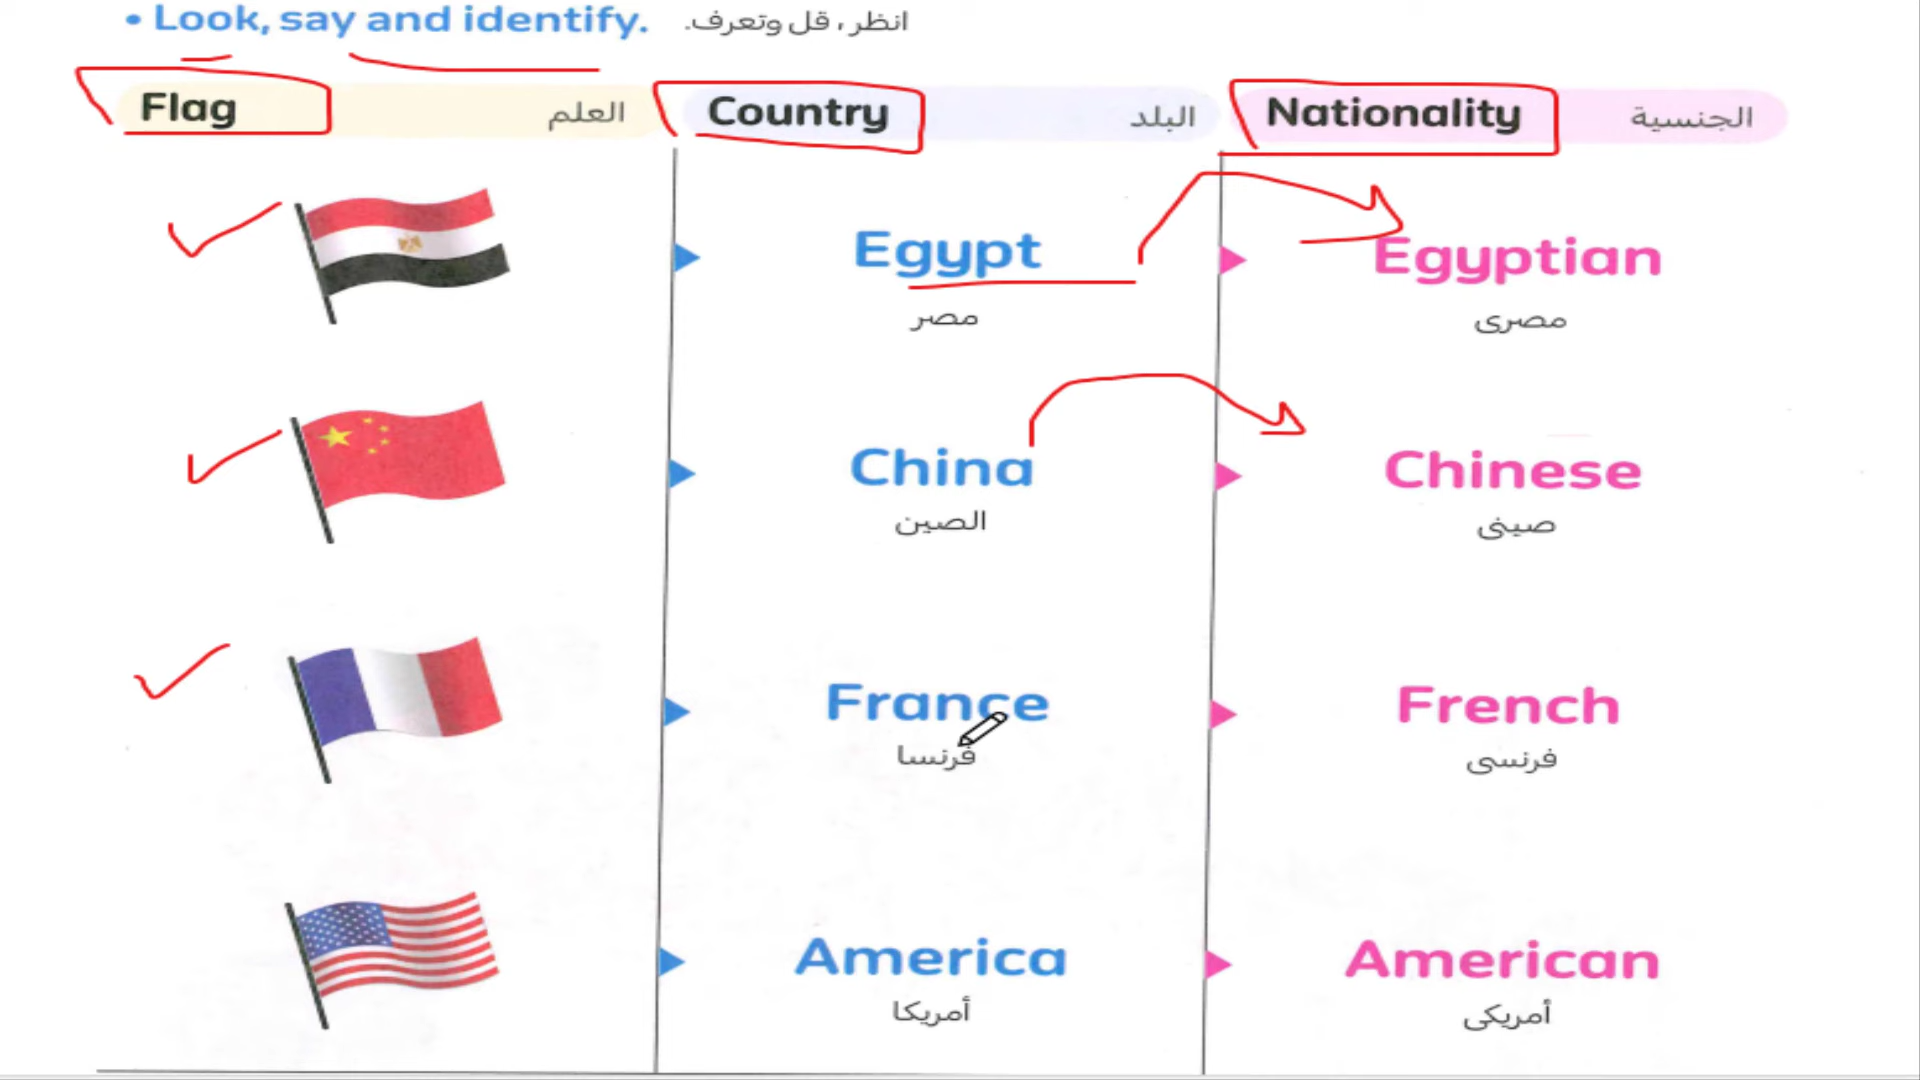 • Look, say and identify. انظر ، قل وتعرف.
Flag العلم Country البلد Nationality الجنسية
Egypt Egyptian
مصر مصرى
China Chinese
الصين صينى
France French
فرنسا فرنسى
America American
أمريكا أمريكى